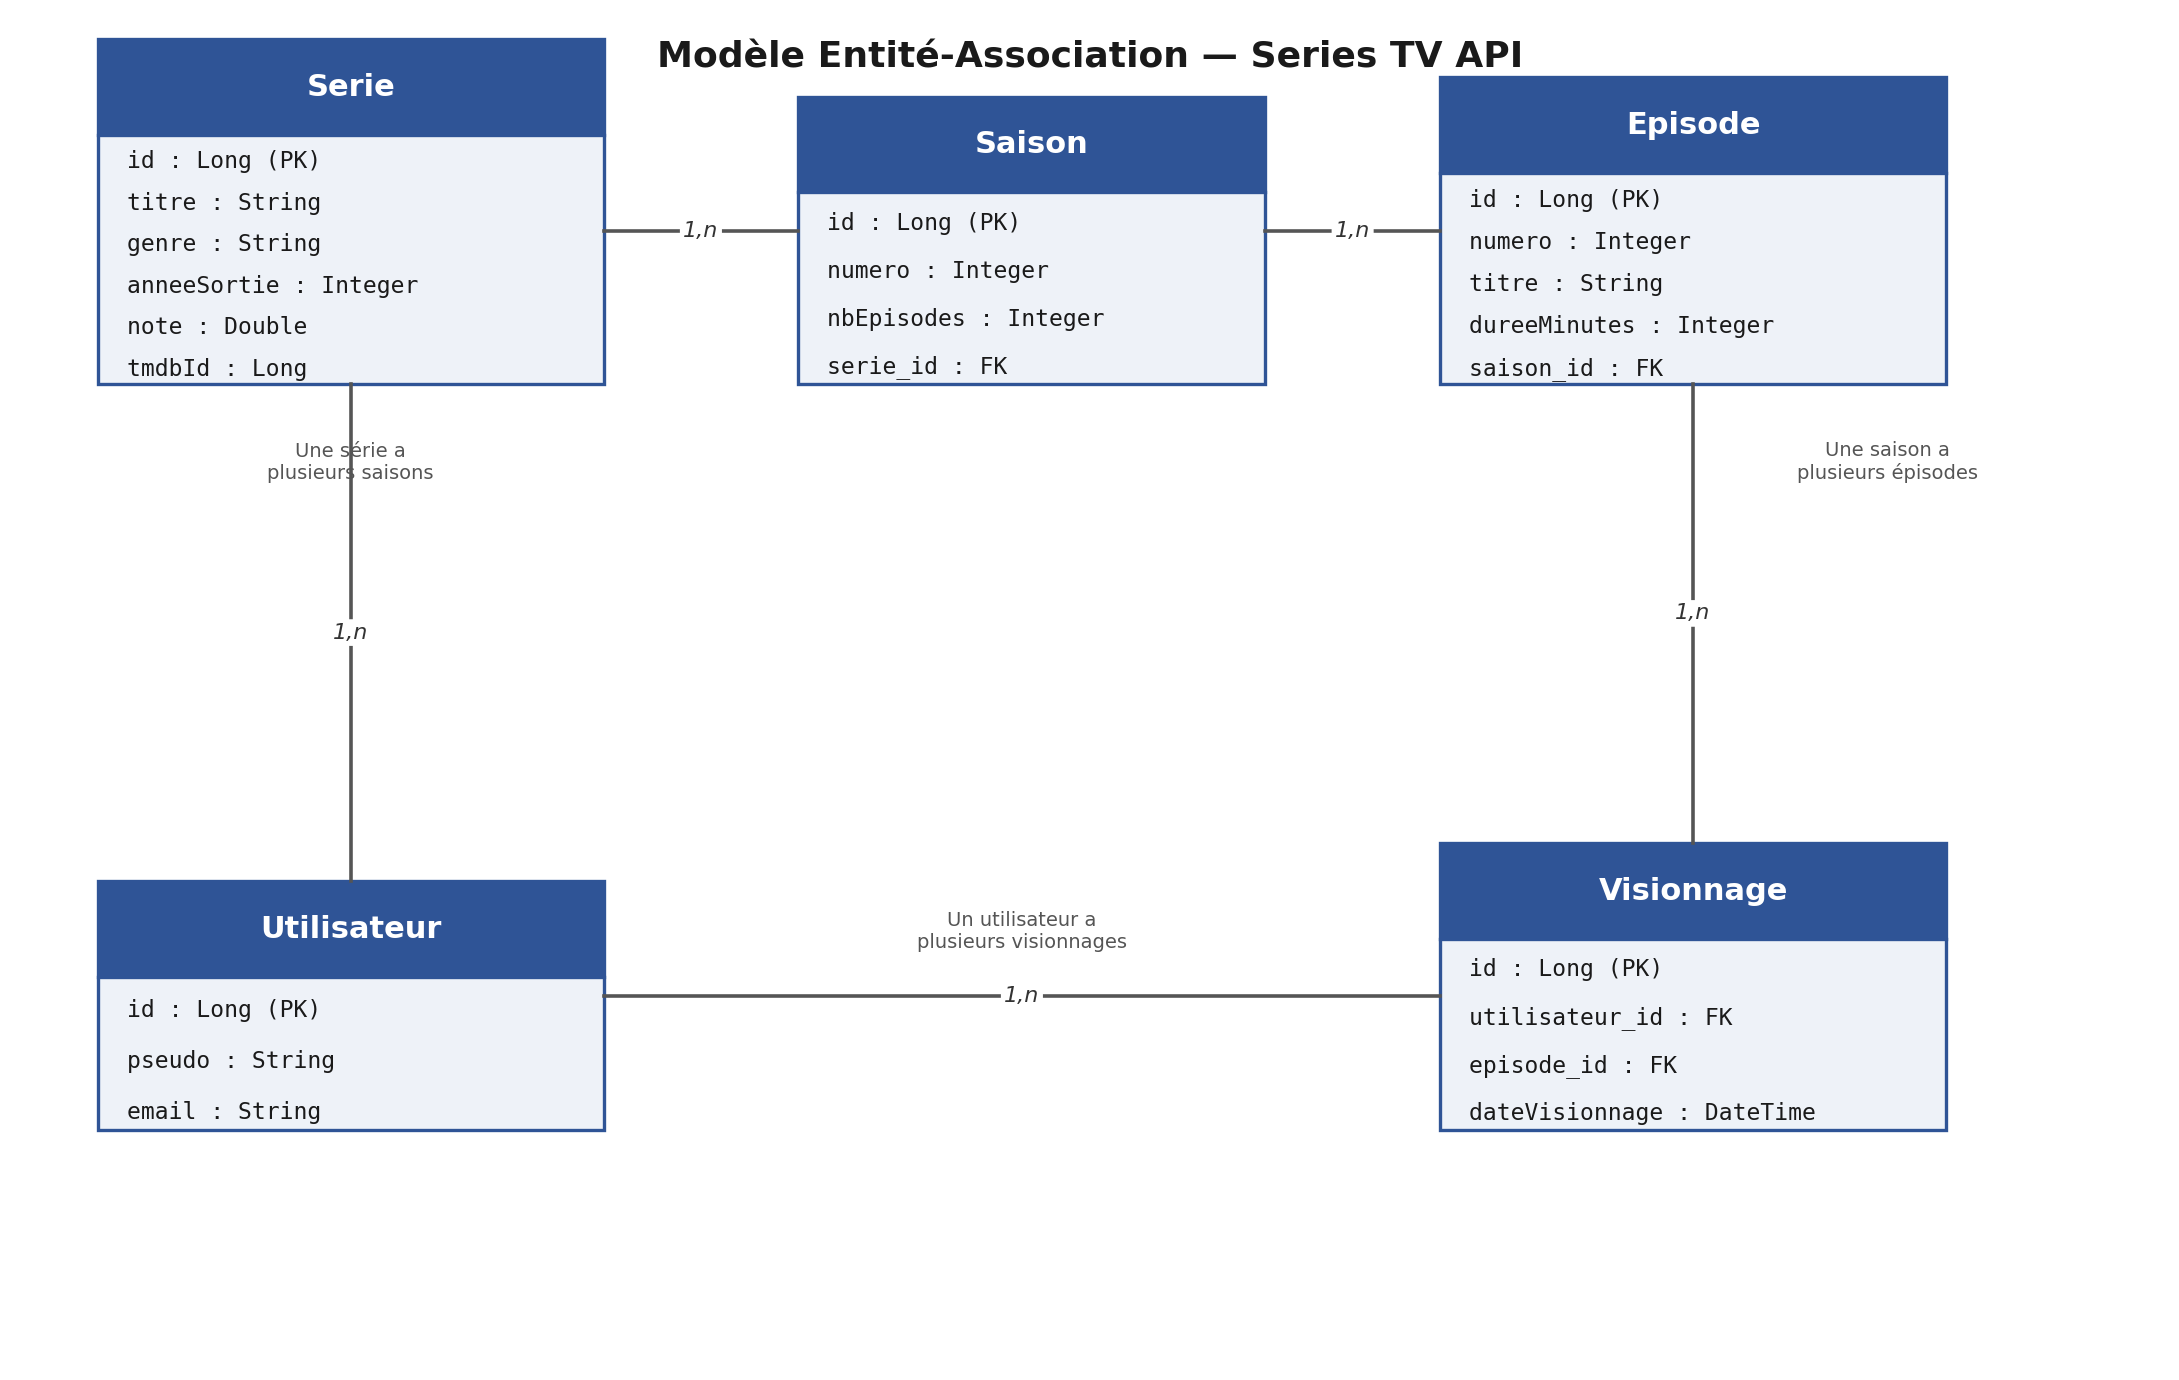 Modèle Entité-Association — Series TV API
Serie
id : Long (PK)
titre : String
genre : String
anneeSortie : Integer
note : Double
tmdbId : Long
1,n
Saison
id : Long (PK)
numero : Integer
nbEpisodes : Integer
serie_id : FK
1,n
Episode
id : Long (PK)
numero : Integer
titre : String
dureeMinutes : Integer
saison_id : FK
Une série a
plusieurs saisons
Une saison a
plusieurs épisodes
1,n
1,n
Utilisateur
id : Long (PK)
pseudo : String
email : String
Un utilisateur a
plusieurs visionnages
1,n
Visionnage
id : Long (PK)
utilisateur_id : FK
episode_id : FK
dateVisionnage : DateTime